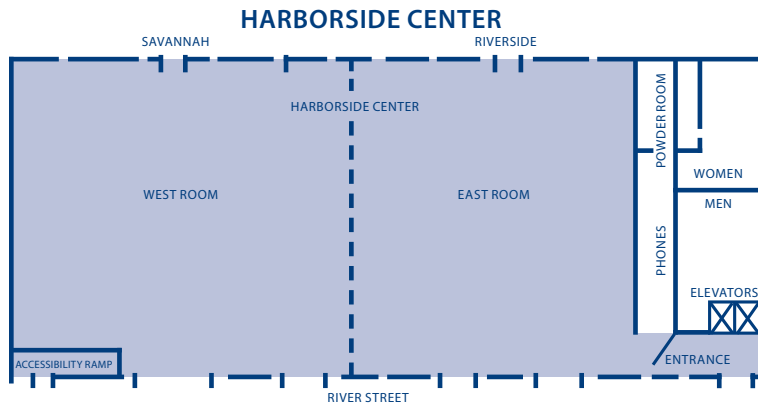 HARBORSIDE CENTER
SAVANNAH
RIVERSIDE
HARBORSIDE CENTER
POWDER ROOM
WOMEN
WEST ROOM
EAST ROOM
MEN
PHONES
ELEVATORS
ACCESSIBILITY RAMP
ENTRANCE
RIVER STREET